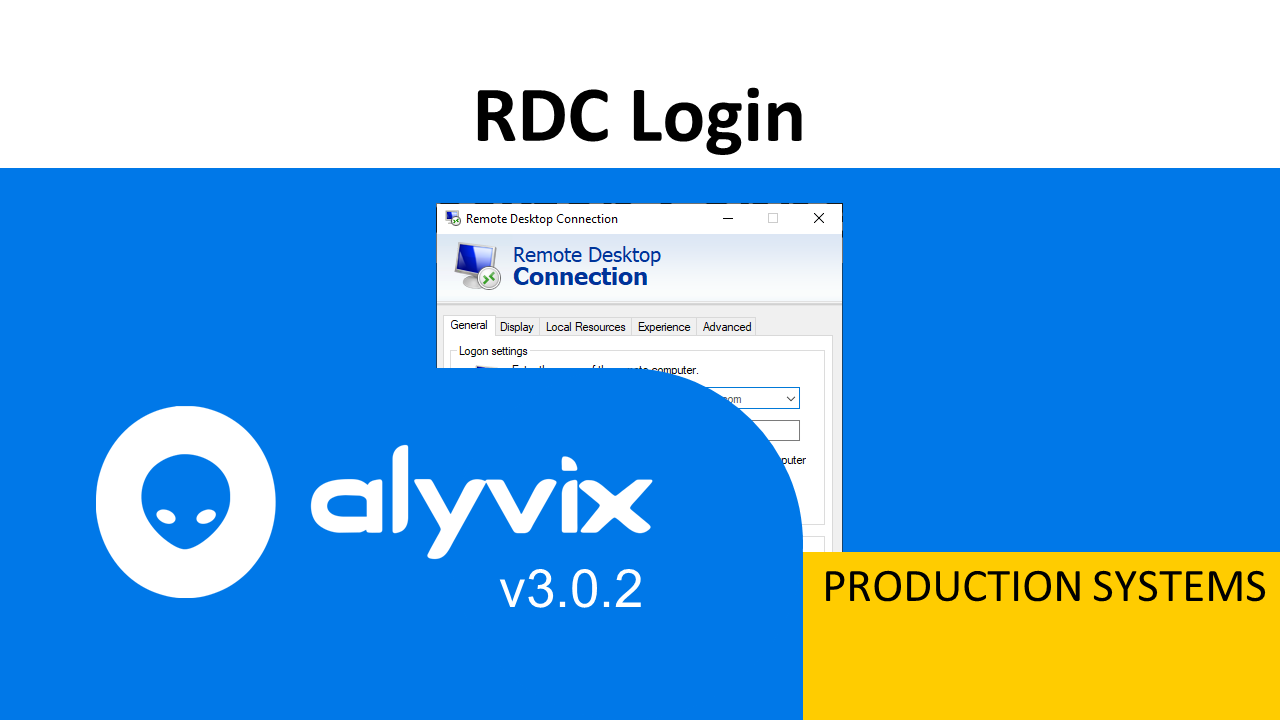 RDC Login
Remote Desktop Connection
Remote Desktop
Connection
General Display Local Resources Experience Advanced
Logon settings
computer.
alyvix
v3.0.2
PRODUCTION SYSTEMS